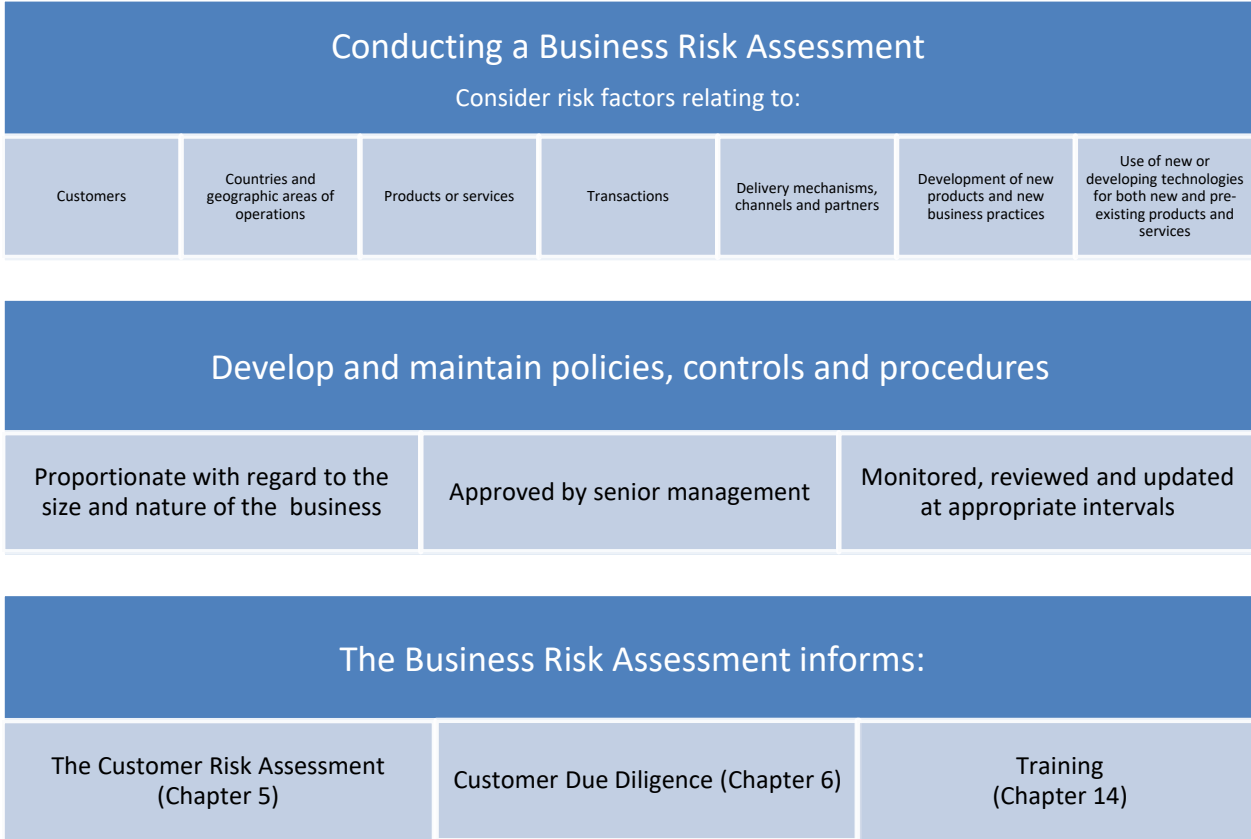 Conducting a Business Risk Assessment
Consider risk factors relating to:
Customers
Countries and
geographic areas of
operations
Products or services
Transactions
Delivery mechanisms,
channels and partners
Development of new
products and new
business practices
Use of new or
developing technologies
for both new and pre-
existing products and
services
Develop and maintain policies, controls and procedures
Proportionate with regard to the
size and nature of the  business
Approved by senior management
Monitored, reviewed and updated
at appropriate intervals
The Business Risk Assessment informs:
The Customer Risk Assessment
(Chapter 5)
Customer Due Diligence (Chapter 6)
Training
(Chapter 14)